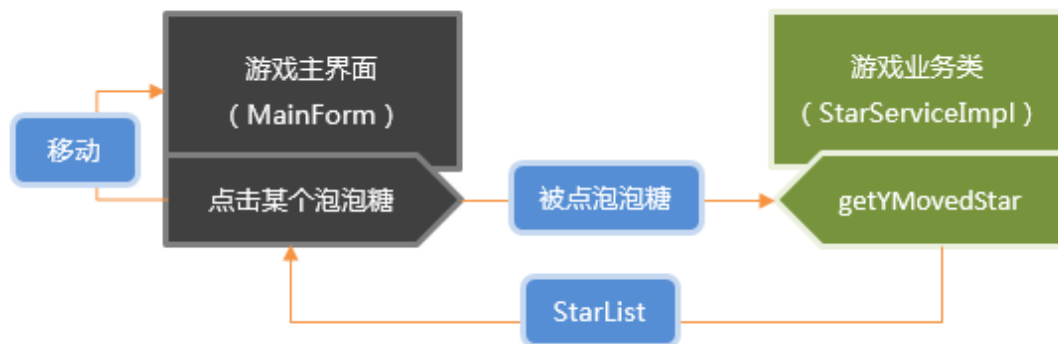 游戏主界面
（MainForm）
游戏业务类
（StarServiceImpl）
移动
点击某个泡泡糖
被点泡泡糖
getYMovedStar
StarList